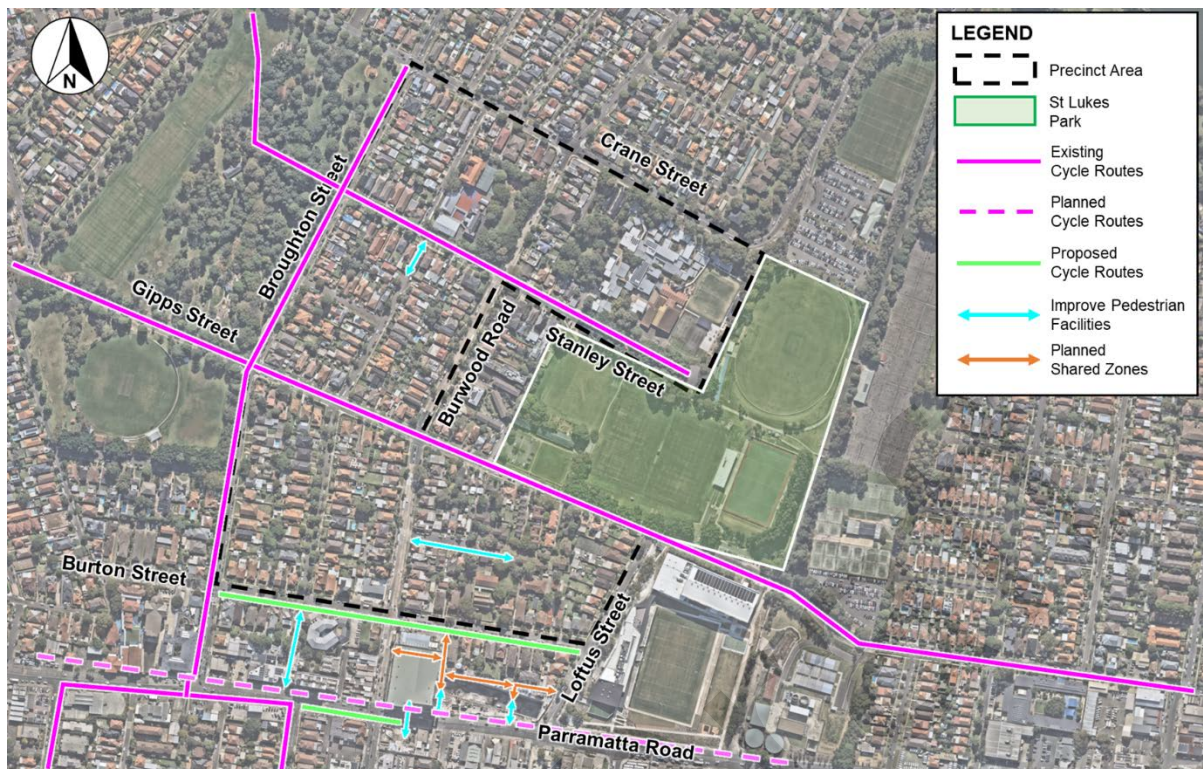 N
LEGEND
Precinct Area
St Lukes
Park
Existing
Cycle Routes
Planned
Cycle Routes
Proposed
Cycle Routes
Improve Pedestrian
Facilities
Planned
Shared Zones
Crane Street
Broughton Street
Gipps Street
Burwood Road
Stanley Street
Burton Street
Loftus Street
Parramatta Road